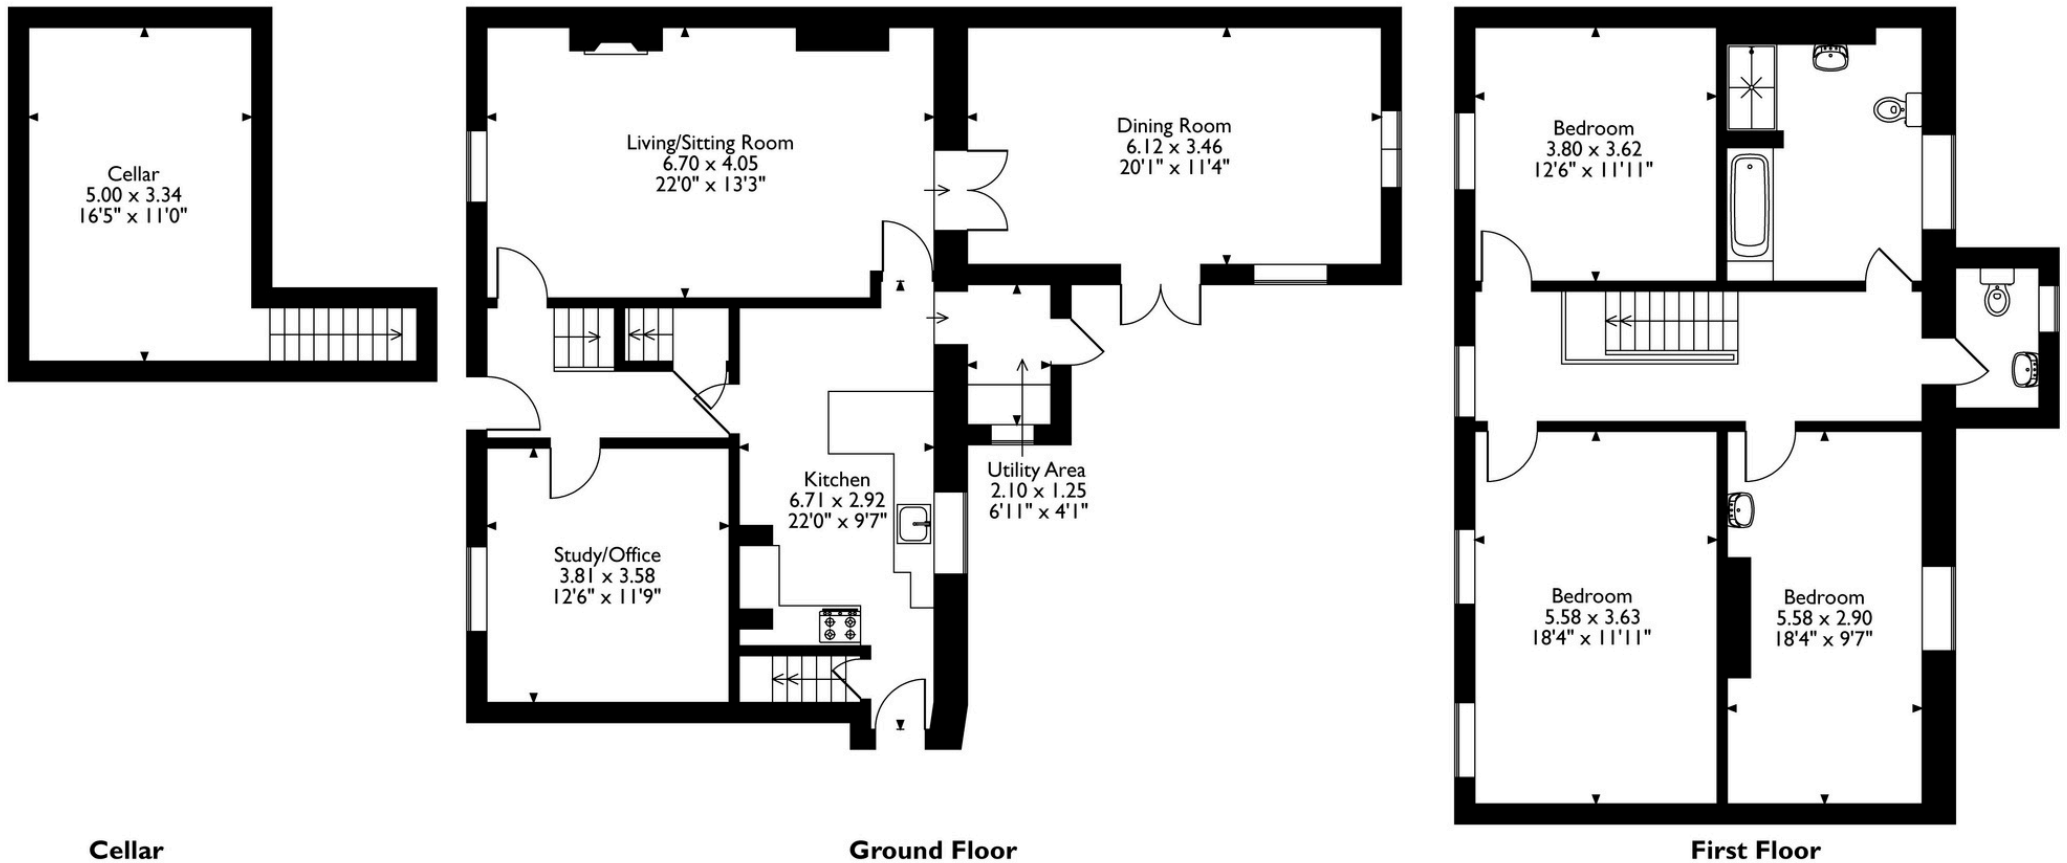 Cellar
5.00 x 3.34
16'5" x 11'0"
Living/Sitting Room
6.70 x 4.05
22'0" x 13'3"
Dining Room
6.12 x 3.46
20'1" x 11'4"
Kitchen
6.71 x 2.92
22'0" x 9'7"
Utility Area
2.10 x 1.25
6'11" x 4'1"
Study/Office
3.81 x 3.58
12'6" x 11'9"
Bedroom
3.80 x 3.62
12'6" x 11'11"
Bedroom
5.58 x 3.63
18'4" x 11'11"
Bedroom
5.58 x 2.90
18'4" x 9'7"
Cellar
Ground Floor
First Floor